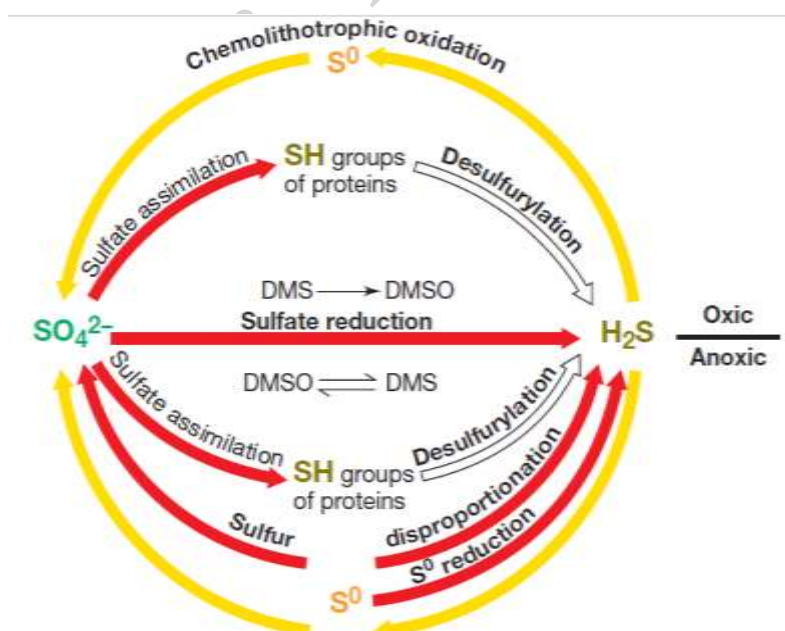 Chemolithotrophic oxidation
S⁰
Sulfate assimilation
SH groups
of proteins
Desulfurylation
DMS → DMSO
Sulfate reduction
SO₄²⁻
H₂S
Oxic
Anoxic
DMSO ⇌ DMS
Sulfate assimilation
SH groups
of proteins
Desulfurylation
Sulfur
disproportionation
S⁰ reduction
S⁰